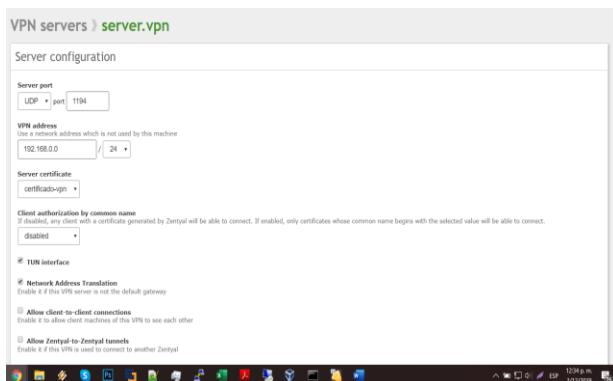 VPN servers › server.vpn
Server configuration
Server port
UDP port 1194
VPN address
Use a network address which is not used by this machine
192.168.0.0 / 24
Server certificate
certificado-vpn
Client authorization by common name
If disabled, any client with a certificate generated by Zentyal will be able to connect. If enabled, only certificates whose common name begins with the selected value will be able to connect.
disabled
TUN interface
Network Address Translation
Enable it if this VPN server is not the default gateway
Allow client-to-client connections
Enable it to allow client machines of this VPN to see each other
Allow Zentyal-to-Zentyal tunnels
Enable it if this VPN is used to connect to another Zentyal
ESP
12:04 p.m.